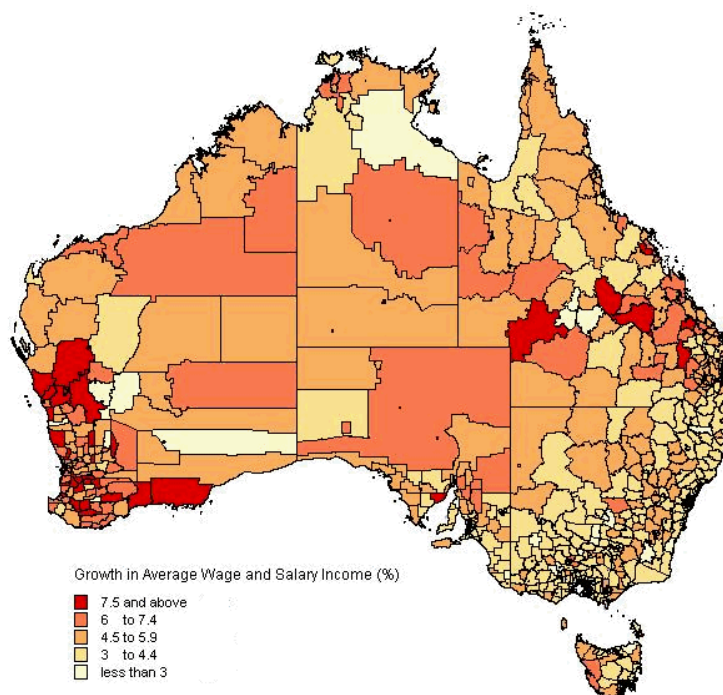 Growth in Average Wage and Salary Income (%)
7.5 and above
6 to 7.4
4.5 to 5.9
3 to 4.4
less than 3